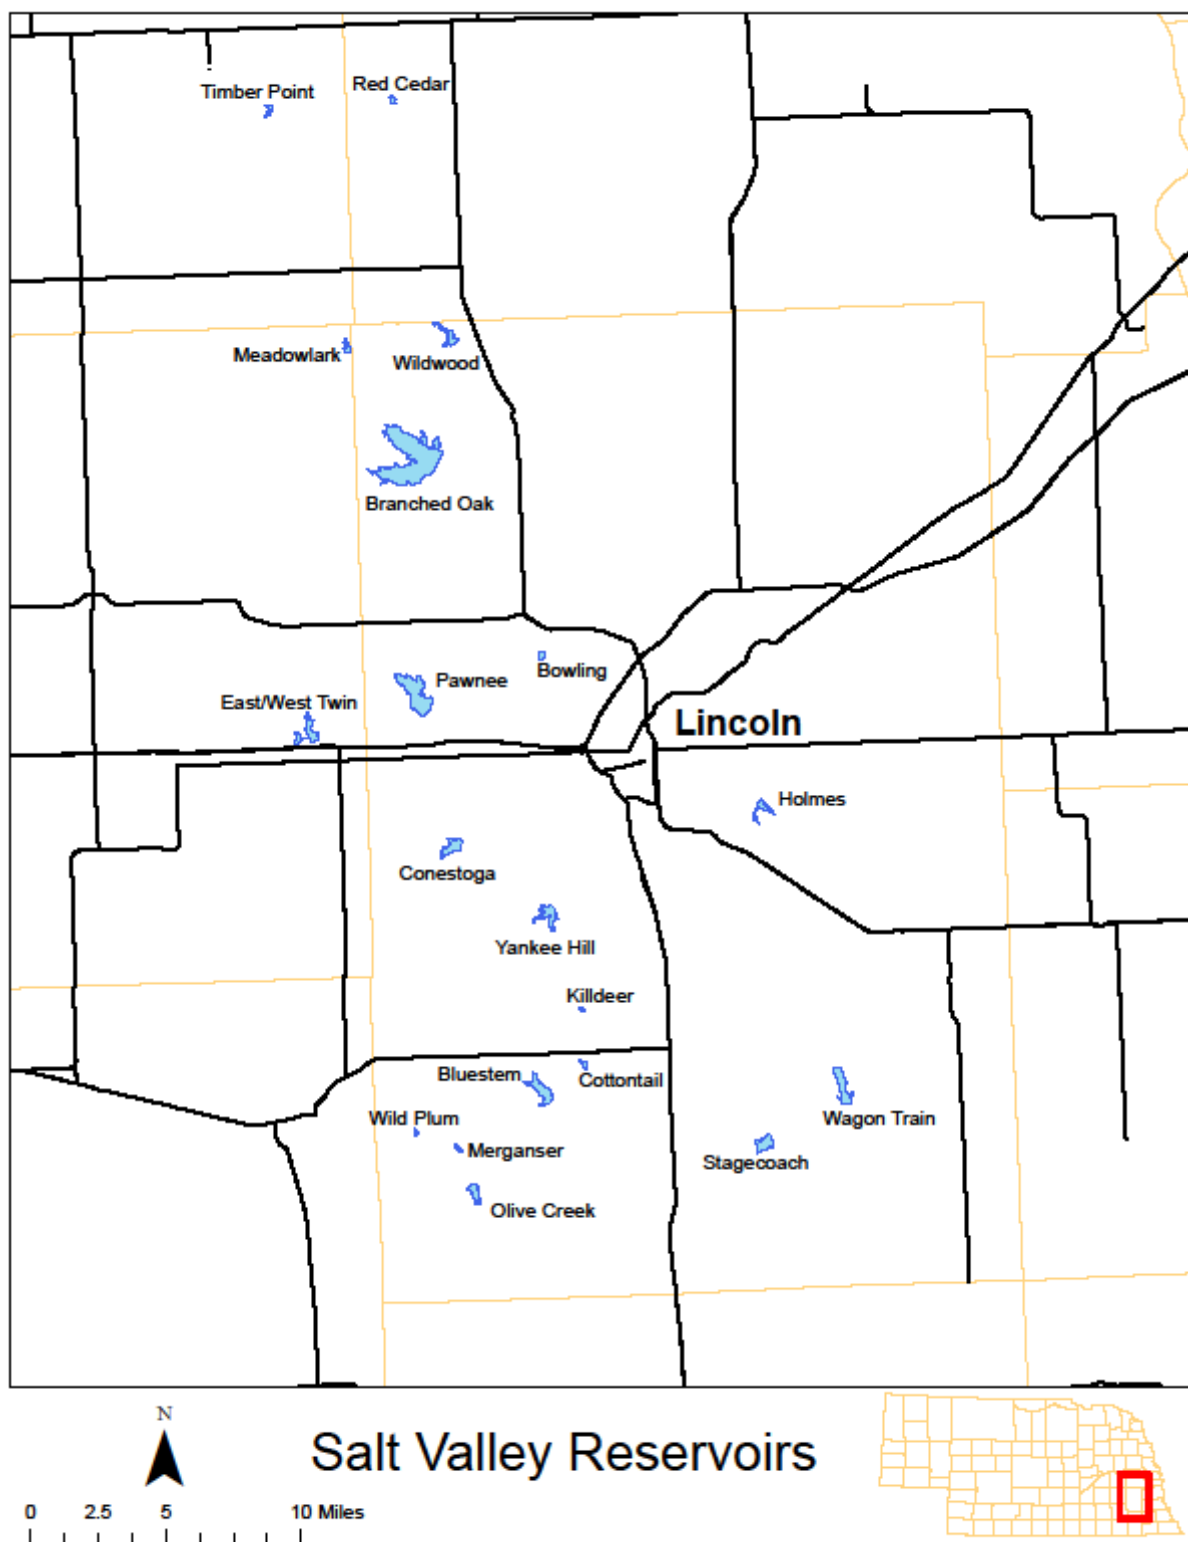 Timber Point
Red Cedar
Meadowlark
Wildwood
Branched Oak
Bowling
Pawnee
East/West Twin
Lincoln
Holmes
Conestoga
Yankee Hill
Killdeer
Bluestem
Cottontail
Wild Plum
Wagon Train
Merganser
Stagecoach
Olive Creek
N
Salt Valley Reservoirs
0 2.5 5 10 Miles